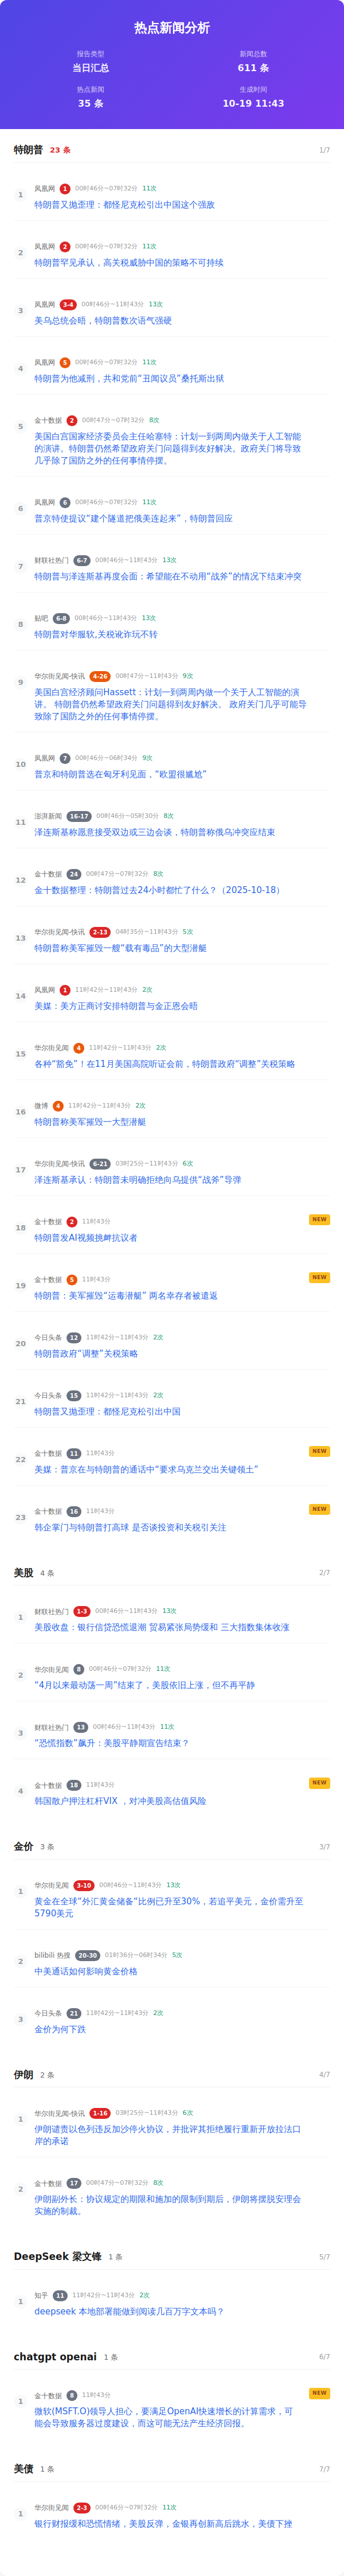 热点新闻分析
报告类型
新闻总数
当日汇总
611 条
热点新闻
生成时间
35 条
10-19 11:43
特朗普 23 条 1/7
1 凤凰网 1 00时46分~07时32分 11次
特朗普又抛歪理：都怪尼克松引出中国这个强敌
2 凤凰网 2 00时46分~07时32分 11次
特朗普罕见承认，高关税威胁中国的策略不可持续
3 凤凰网 3-4 00时46分~11时43分 13次
美乌总统会晤，特朗普数次语气强硬
4 凤凰网 5 00时46分~07时32分 11次
特朗普为他减刑，共和党前“丑闻议员”桑托斯出狱
5 金十数据 2 00时47分~07时32分 8次
美国白宫国家经济委员会主任哈塞特：计划一到两周内做关于人工智能
的演讲。特朗普仍然希望政府关门问题得到友好解决。政府关门将导致
几乎除了国防之外的任何事情停摆。
6 凤凰网 6 00时46分~07时32分 11次
普京特使提议“建个隧道把俄美连起来”，特朗普回应
7 财联社热门 6-7 00时46分~11时43分 13次
特朗普与泽连斯基再度会面：希望能在不动用“战斧”的情况下结束冲突
8 贴吧 6-8 00时46分~11时43分 13次
特朗普对华服软,关税讹诈玩不转
9 华尔街见闻-快讯 4-26 00时47分~11时43分 9次
美国白宫经济顾问Hassett：计划一到两周内做一个关于人工智能的演
讲。 特朗普仍然希望政府关门问题得到友好解决。 政府关门几乎可能导
致除了国防之外的任何事情停摆。
10 凤凰网 7 00时46分~06时34分 9次
普京和特朗普选在匈牙利见面，“欧盟很尴尬”
11 澎湃新闻 16-17 00时46分~05时30分 8次
泽连斯基称愿意接受双边或三边会谈，特朗普称俄乌冲突应结束
12 金十数据 24 00时47分~07时32分 8次
金十数据整理：特朗普过去24小时都忙了什么？（2025-10-18）
13 华尔街见闻-快讯 2-13 04时35分~11时43分 5次
特朗普称美军摧毁一艘“载有毒品”的大型潜艇
14 凤凰网 1 11时42分~11时43分 2次
美媒：美方正商讨安排特朗普与金正恩会晤
15 华尔街见闻 4 11时42分~11时43分 2次
各种“豁免”！在11月美国高院听证会前，特朗普政府“调整”关税策略
16 微博 4 11时42分~11时43分 2次
特朗普称美军摧毁一大型潜艇
17 华尔街见闻-快讯 6-21 03时25分~11时43分 6次
泽连斯基承认：特朗普未明确拒绝向乌提供“战斧”导弹
18 金十数据 2 11时43分 NEW
特朗普发AI视频挑衅抗议者
19 金十数据 5 11时43分 NEW
特朗普：美军摧毁“运毒潜艇” 两名幸存者被遣返
20 今日头条 12 11时42分~11时43分 2次
特朗普政府“调整”关税策略
21 今日头条 15 11时42分~11时43分 2次
特朗普又抛歪理：都怪尼克松引出中国
22 金十数据 11 11时43分 NEW
美媒：普京在与特朗普的通话中“要求乌克兰交出关键领土”
23 金十数据 16 11时43分 NEW
韩企掌门与特朗普打高球 是否谈投资和关税引关注
美股 4 条 2/7
1 财联社热门 1-3 00时46分~11时43分 13次
美股收盘：银行信贷恐慌退潮 贸易紧张局势缓和 三大指数集体收涨
2 华尔街见闻 8 00时46分~07时32分 11次
“4月以来最动荡一周”结束了，美股依旧上涨，但不再平静
3 财联社热门 13 00时46分~11时43分 11次
“恐慌指数”飙升：美股平静期宣告结束？
4 金十数据 18 11时43分 NEW
韩国散户押注杠杆VIX ，对冲美股高估值风险
金价 3 条 3/7
1 华尔街见闻 3-10 00时46分~11时43分 13次
黄金在全球“外汇黄金储备”比例已升至30%，若追平美元，金价需升至
5790美元
2 bilibili 热搜 20-30 01时36分~06时34分 5次
中美通话如何影响黄金价格
3 今日头条 21 11时42分~11时43分 2次
金价为何下跌
伊朗 2 条 4/7
1 华尔街见闻-快讯 1-16 03时25分~11时43分 6次
伊朗谴责以色列违反加沙停火协议，并批评其拒绝履行重新开放拉法口
岸的承诺
2 金十数据 17 00时47分~07时32分 8次
伊朗副外长：协议规定的期限和施加的限制到期后，伊朗将摆脱安理会
实施的制裁。
DeepSeek 梁文锋 1 条 5/7
1 知乎 11 11时42分~11时43分 2次
deepseek 本地部署能做到阅读几百万字文本吗？
chatgpt openai 1 条 6/7
1 金十数据 8 11时43分 NEW
微软(MSFT.O)领导人担心，要满足OpenAI快速增长的计算需求，可
能会导致服务器过度建设，而这可能无法产生经济回报。
美债 1 条 7/7
1 华尔街见闻 2-3 00时46分~07时32分 11次
银行财报缓和恐慌情绪，美股反弹，金银再创新高后跳水，美债下挫